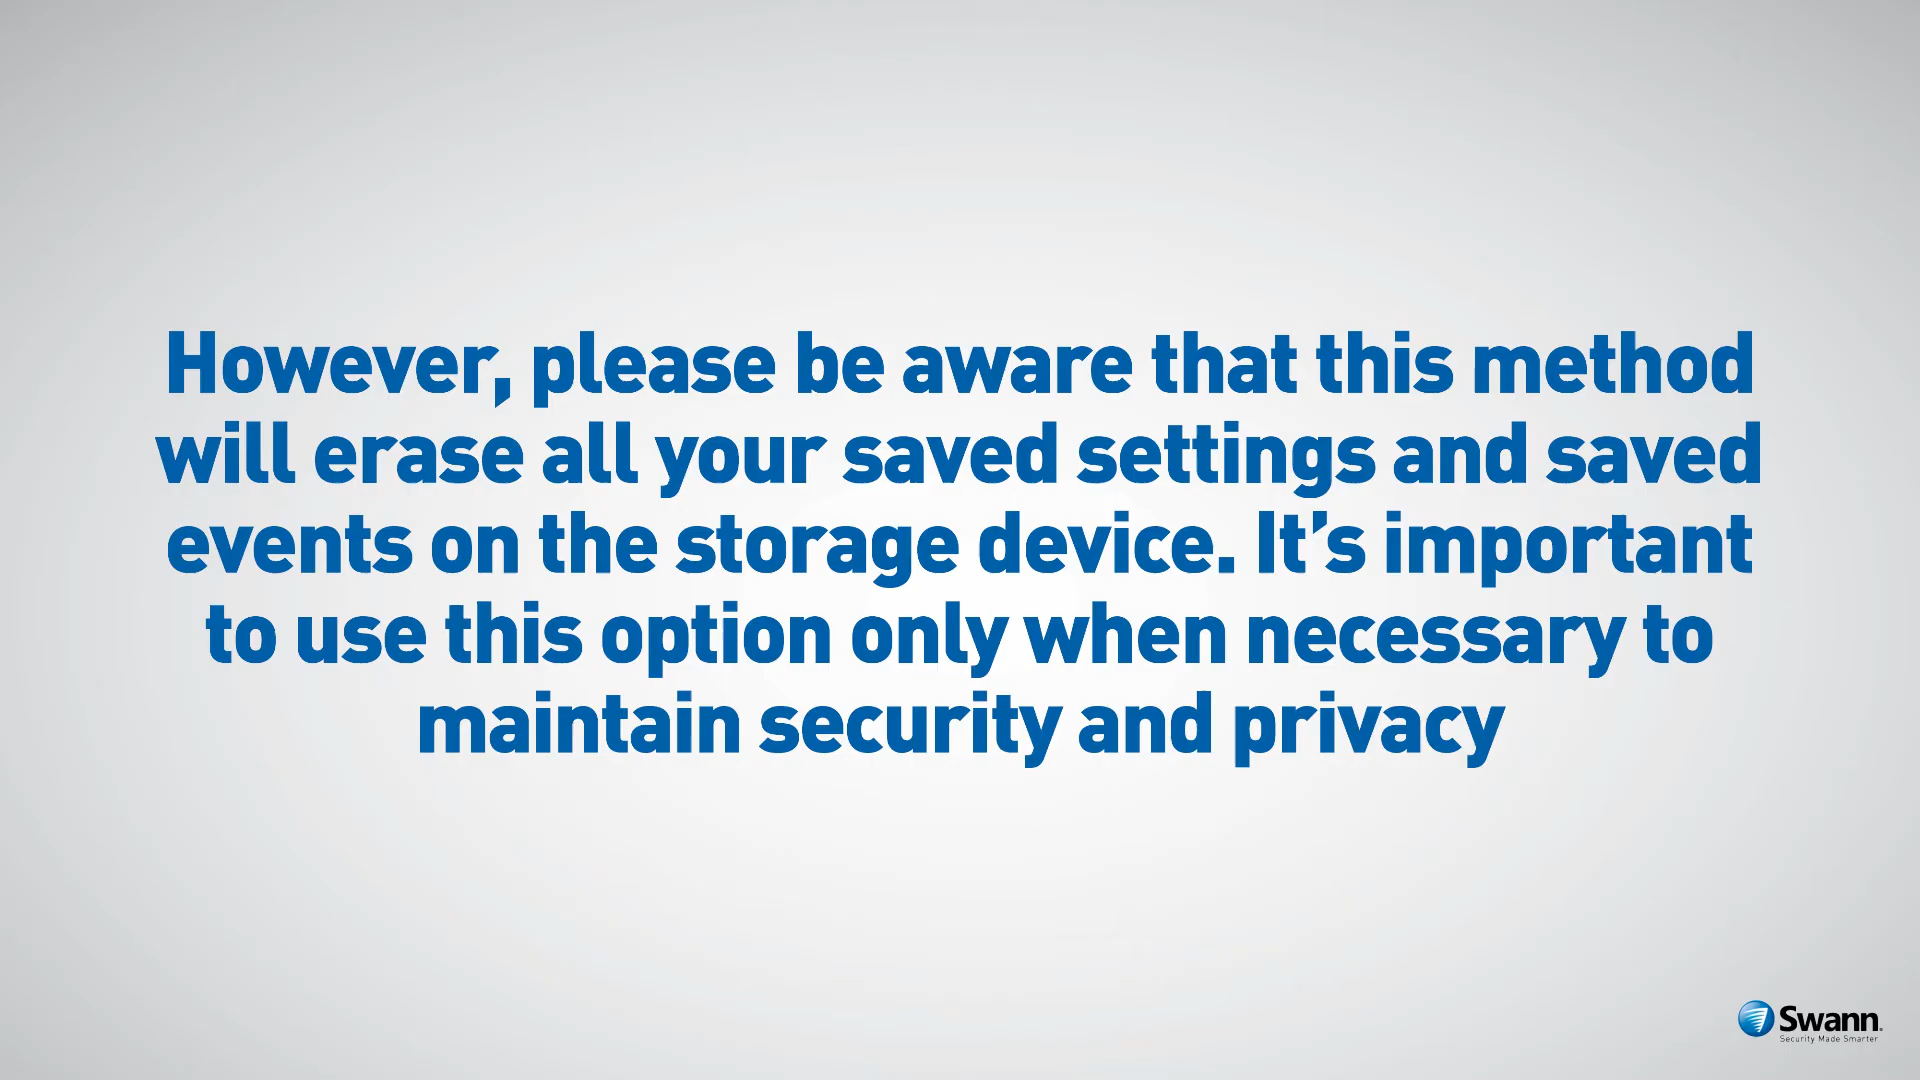 However, please be aware that this method
will erase all your saved settings and saved
events on the storage device. It’s important
to use this option only when necessary to
maintain security and privacy
Swann
Security Made Smarter